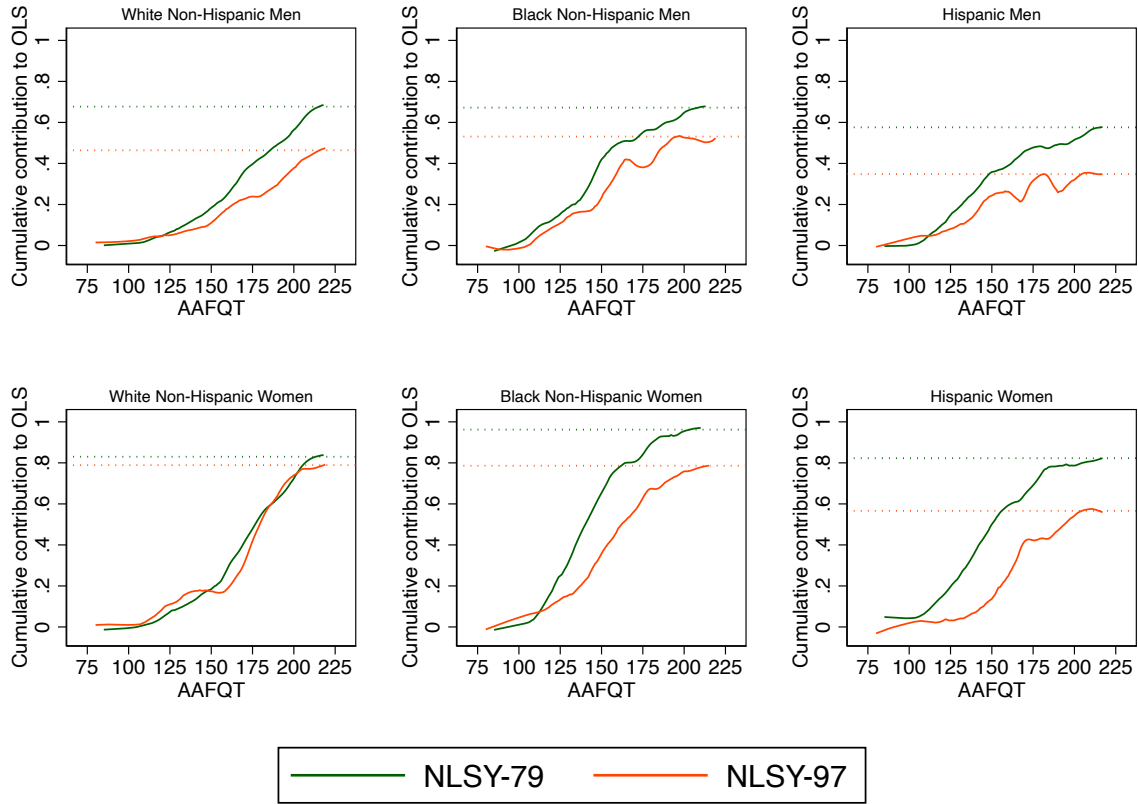 White Non-Hispanic Men
Cumulative contribution to OLS
0 .2 .4 .6 .8 1
75 100 125 150 175 200 225
AAFQT
Black Non-Hispanic Men
Cumulative contribution to OLS
0 .2 .4 .6 .8 1
75 100 125 150 175 200 225
AAFQT
Hispanic Men
Cumulative contribution to OLS
0 .2 .4 .6 .8 1
75 100 125 150 175 200 225
AAFQT
White Non-Hispanic Women
Cumulative contribution to OLS
0 .2 .4 .6 .8 1
75 100 125 150 175 200 225
AAFQT
Black Non-Hispanic Women
Cumulative contribution to OLS
0 .2 .4 .6 .8 1
75 100 125 150 175 200 225
AAFQT
Hispanic Women
Cumulative contribution to OLS
0 .2 .4 .6 .8 1
75 100 125 150 175 200 225
AAFQT
NLSY-79 NLSY-97